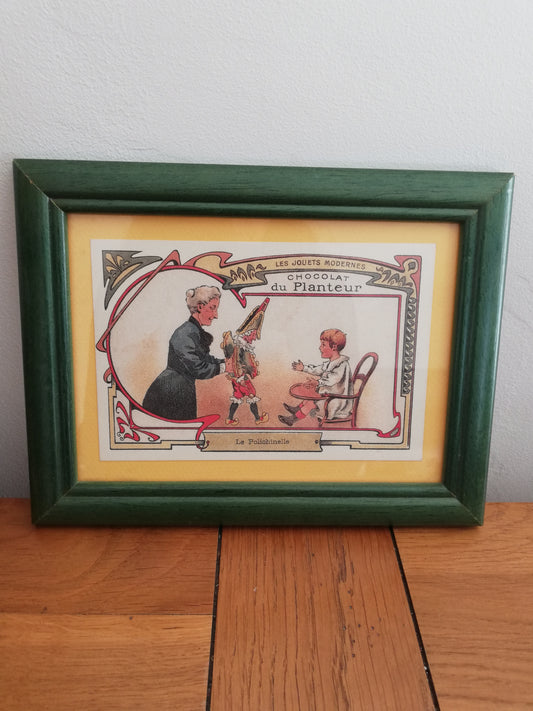 LES JOUETS MODERNES
CHOCOLAT
du Planteur
Le Polichinelle